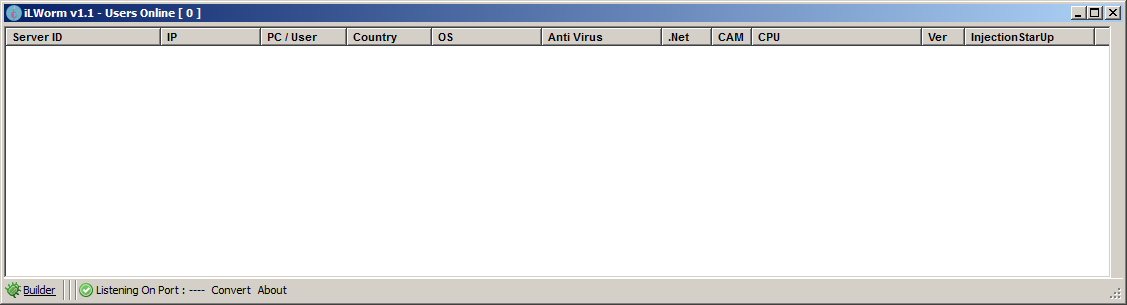 iLWorm v1.1 - Users Online [ 0 ]
Server ID IP PC / User Country OS Anti Virus .Net CAM CPU Ver InjectionStarUp
Builder Listening On Port : ---- Convert About